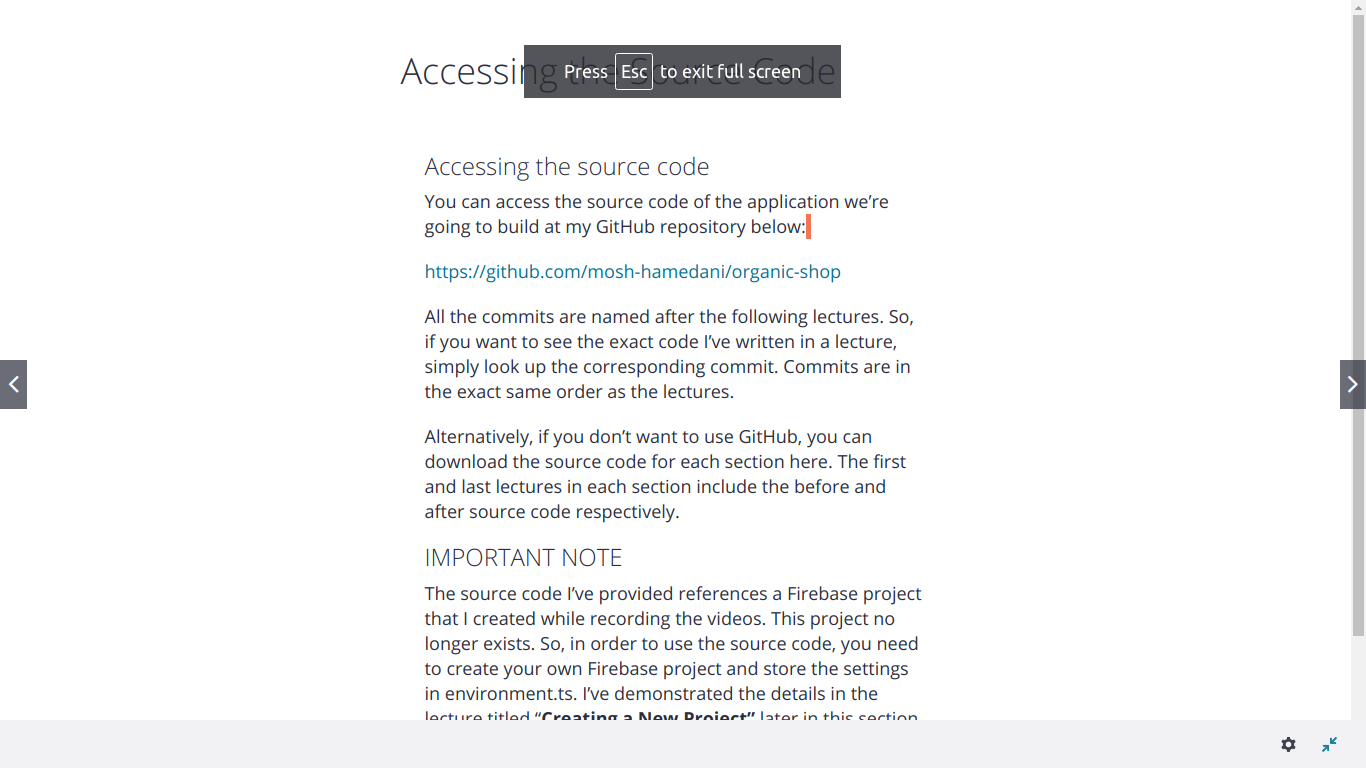 Accessing the Source Code
Press Esc to exit full screen
Accessing the source code
You can access the source code of the application we’re
going to build at my GitHub repository below:
https://github.com/mosh-hamedani/organic-shop
All the commits are named after the following lectures. So,
if you want to see the exact code I’ve written in a lecture,
simply look up the corresponding commit. Commits are in
the exact same order as the lectures.
Alternatively, if you don’t want to use GitHub, you can
download the source code for each section here. The first
and last lectures in each section include the before and
after source code respectively.
IMPORTANT NOTE
The source code I’ve provided references a Firebase project
that I created while recording the videos. This project no
longer exists. So, in order to use the source code, you need
to create your own Firebase project and store the settings
in environment.ts. I’ve demonstrated the details in the
lecture titled “Creating a New Project” later in this section